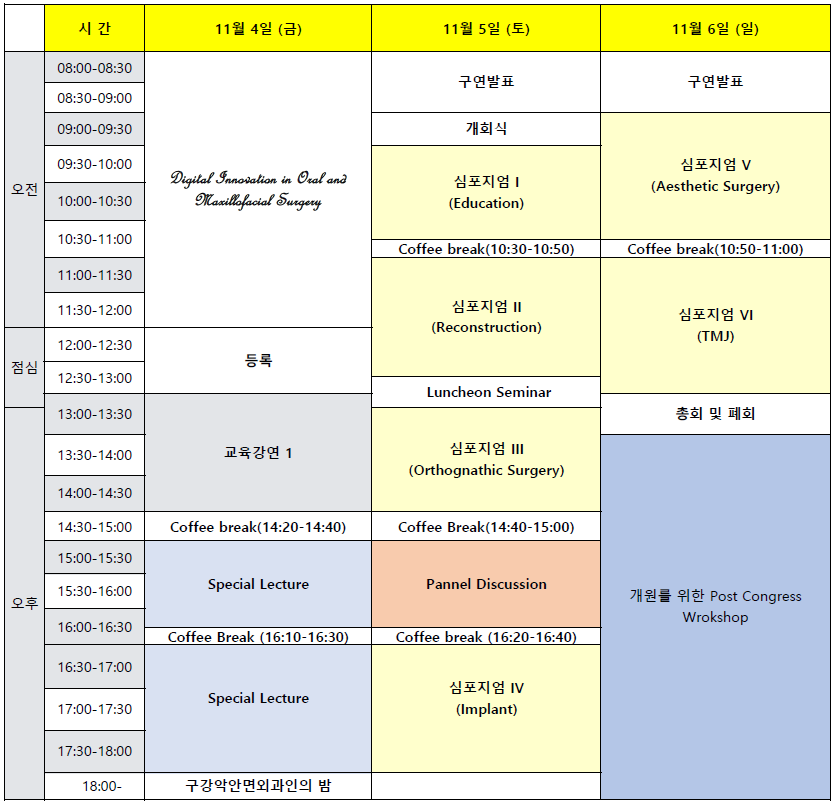 시 간 11월 4일 (금) 11월 5일 (토) 11월 6일 (일)
오전
08:00-08:30
구연발표 구연발표
08:30-09:00
09:00-09:30
개회식
09:30-10:00
Digital Innovation in Oral and
Maxillofacial Surgery
심포지엄 I
(Education)
심포지엄 V
(Aesthetic Surgery)
10:00-10:30
10:30-11:00
Coffee break(10:30-10:50) Coffee break(10:50-11:00)
11:00-11:30
심포지엄 II
(Reconstruction)
심포지엄 VI
(TMJ)
11:30-12:00
점심
12:00-12:30
등록
12:30-13:00
Luncheon Seminar
오후
13:00-13:30
총회 및 폐회
13:30-14:00
교육강연 1
심포지엄 III
(Orthognathic Surgery)
14:00-14:30
14:30-15:00
Coffee break(14:20-14:40) Coffee Break(14:40-15:00)
15:00-15:30
Special Lecture Pannel Discussion
15:30-16:00
개원를 위한 Post Congress
Wrokshop
16:00-16:30
Coffee Break (16:10-16:30) Coffee break (16:20-16:40)
16:30-17:00
Special Lecture
심포지엄 IV
(Implant)
17:00-17:30
17:30-18:00
18:00-
구강악안면외과인의 밤